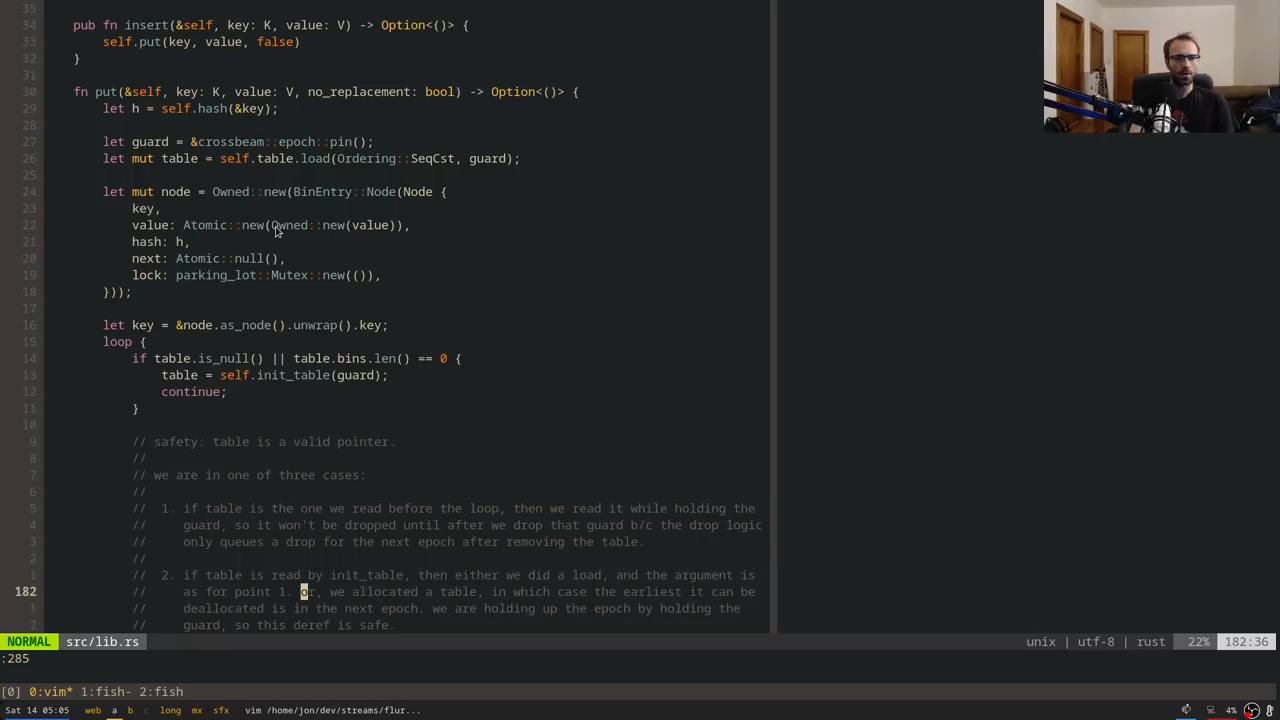 35
34 pub fn insert(&self, key: K, value: V) -> Option<()> {
33 self.put(key, value, false)
32 }
31
30 fn put(&self, key: K, value: V, no_replacement: bool) -> Option<()> {
29 let h = self.hash(&key);
28
27 let guard = &crossbeam::epoch::pin();
26 let mut table = self.table.load(Ordering::SeqCst, guard);
25
24 let mut node = Owned::new(BinEntry::Node(Node {
23 key,
22 value: Atomic::new(Owned::new(value)),
21 hash: h,
20 next: Atomic::null(),
19 lock: parking_lot::Mutex::new(()),
18 }));
17
16 let key = &node.as_node().unwrap().key;
15 loop {
14 if table.is_null() || table.bins.len() == 0 {
13 table = self.init_table(guard);
12 continue;
11 }
10
9 // safety: table is a valid pointer.
8 //
7 // we are in one of three cases:
6 //
5 // 1. if table is the one we read before the loop, then we read it while holding the
4 // guard, so it won't be dropped until after we drop that guard b/c the drop logic
3 // only queues a drop for the next epoch after removing the table.
2 //
1 // 2. if table is read by init_table, then either we did a load, and the argument is
182 // as for point 1. or, we allocated a table, in which case the earliest it can be
1 // deallocated is in the next epoch. we are holding up the epoch by holding the
2 // guard, so this deref is safe.
NORMAL src/lib.rs unix | utf-8 | rust 22% 182:36
:285
[0] 0:vim* 1:fish- 2:fish
Sat 14 05:05 web a b c long mx sfx vim /home/jon/dev/streams/flur... 4%